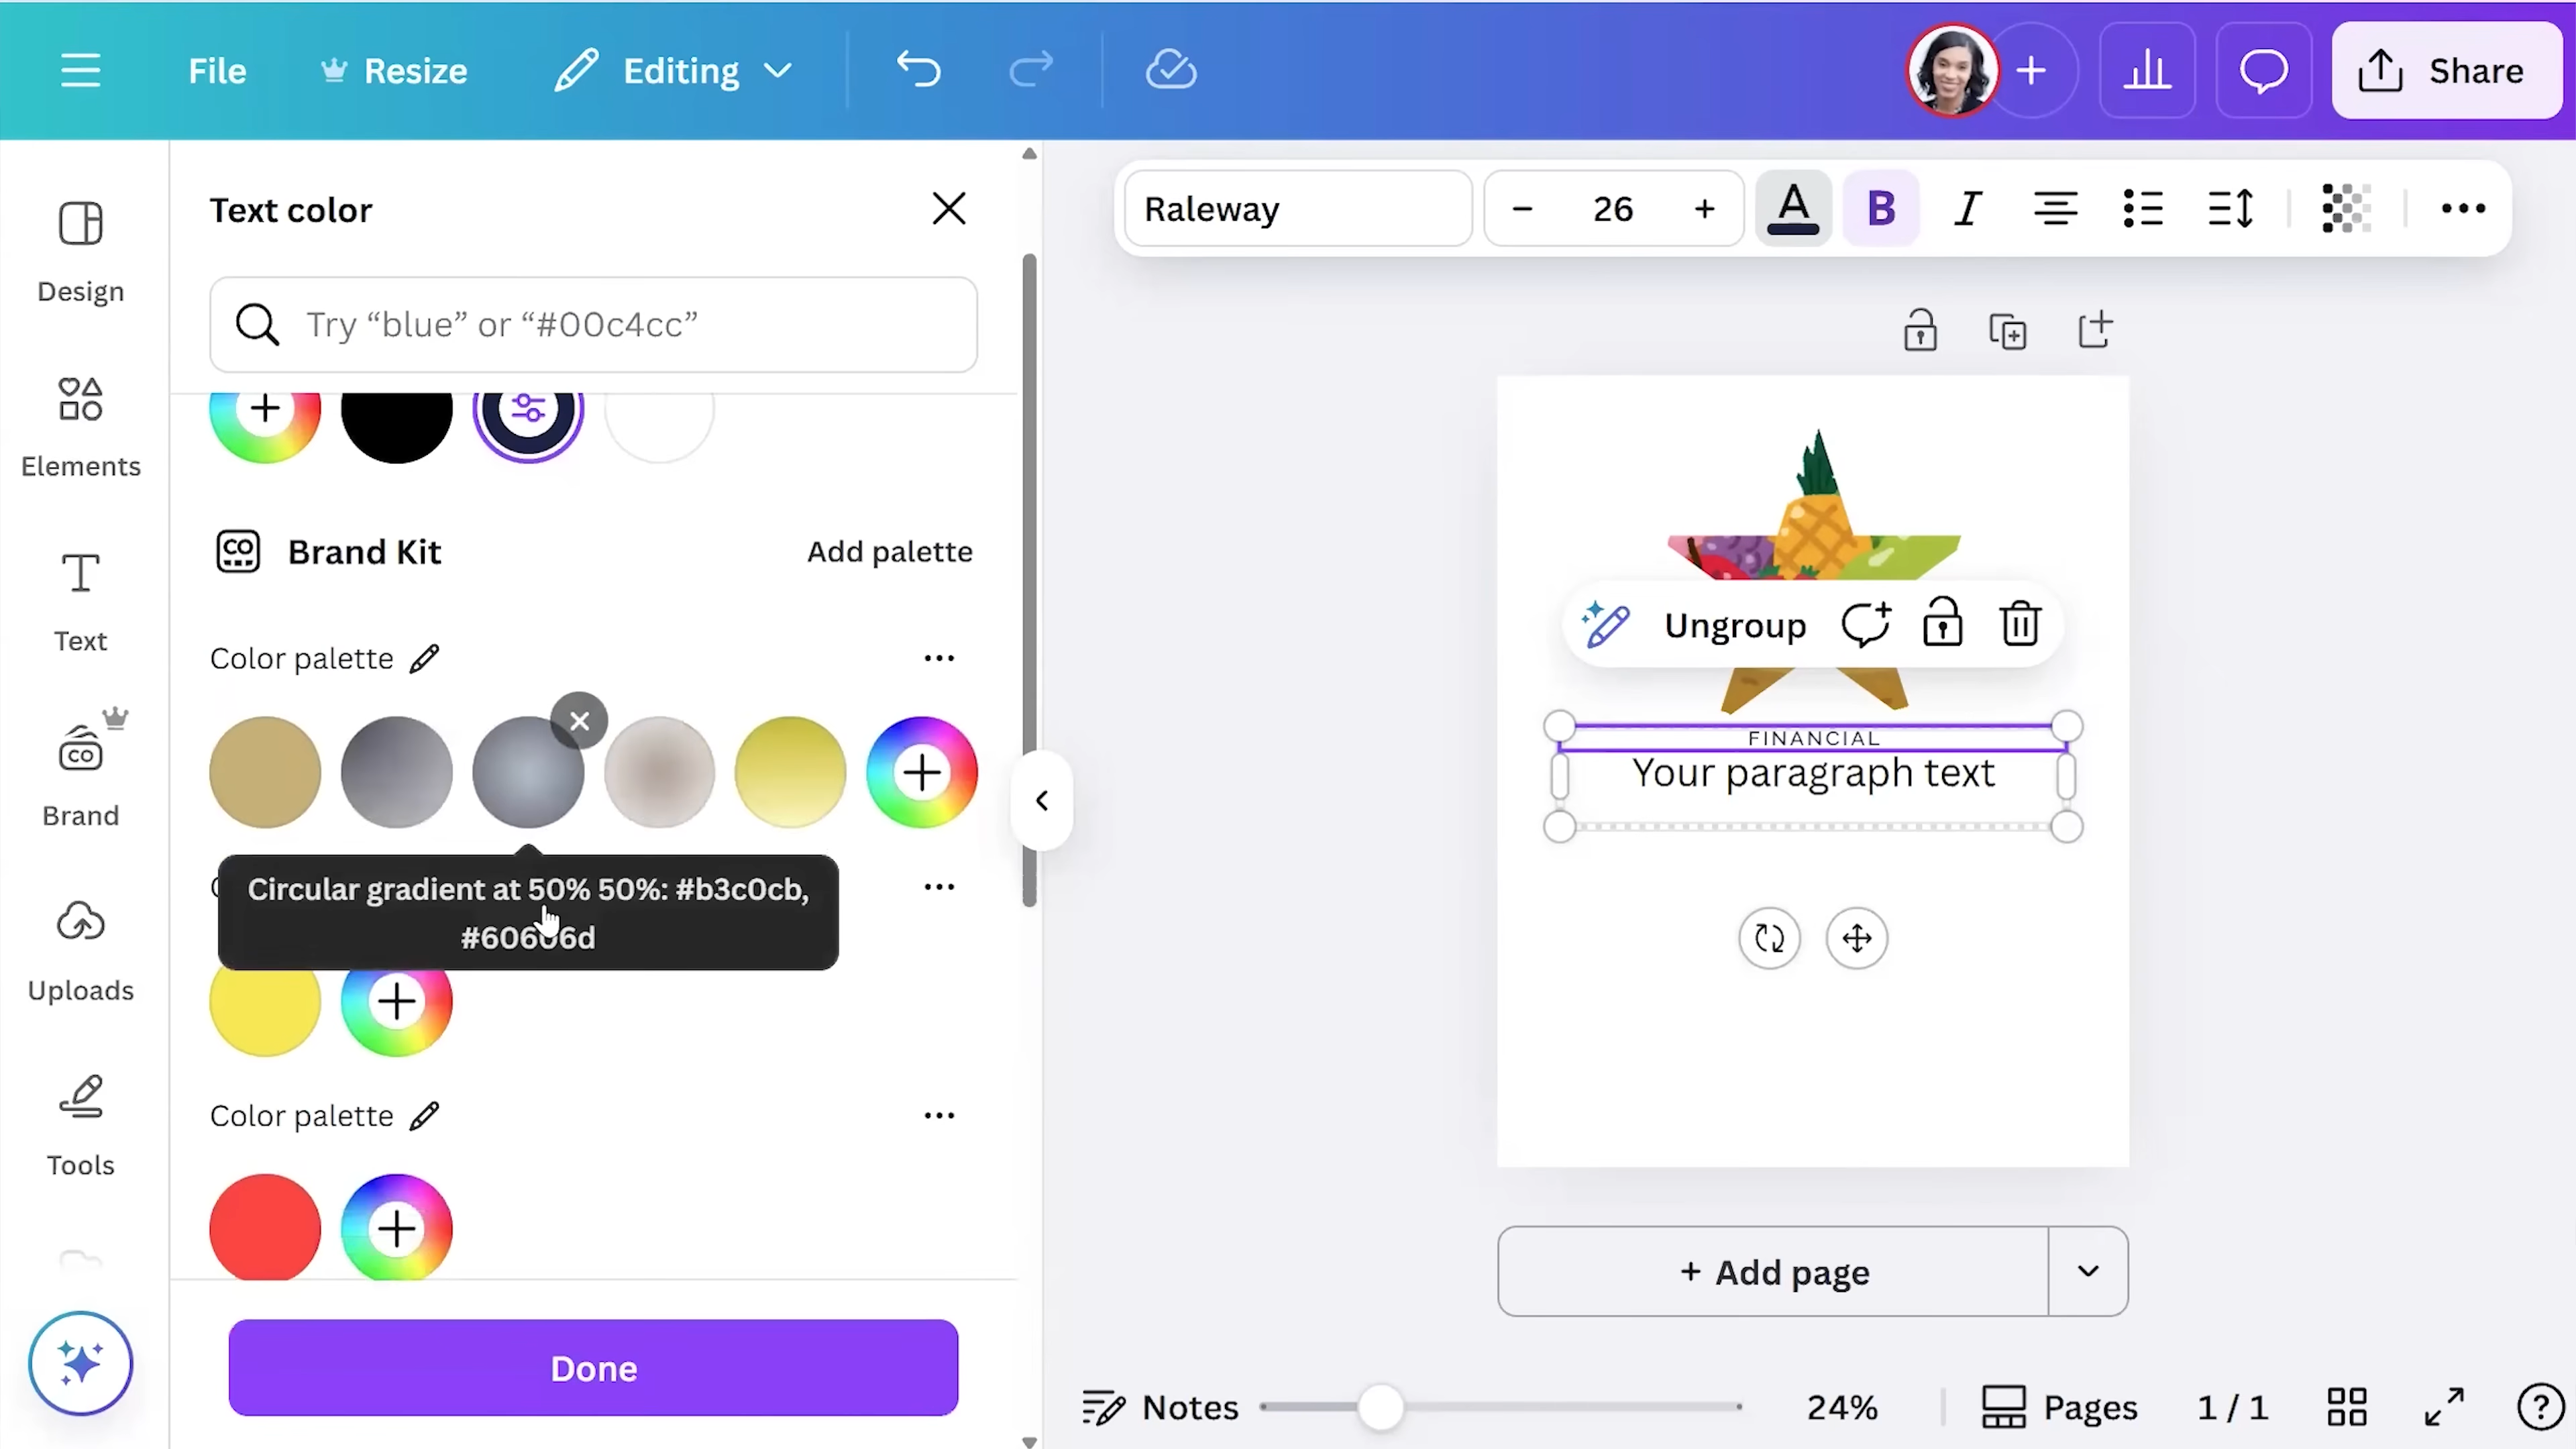 File
Resize
Editing
Share
Design
Elements
Text
Brand
Uploads
Tools
Text color
Try “blue” or “#00c4cc”
Brand Kit
Add palette
Color palette
Circular gradient at 50% 50%: #b3c0cb,
#60606d
Color palette
Done
Raleway
26
A
B
I
Ungroup
FINANCIAL
Your paragraph text
+ Add page
Notes
24%
Pages
1 / 1